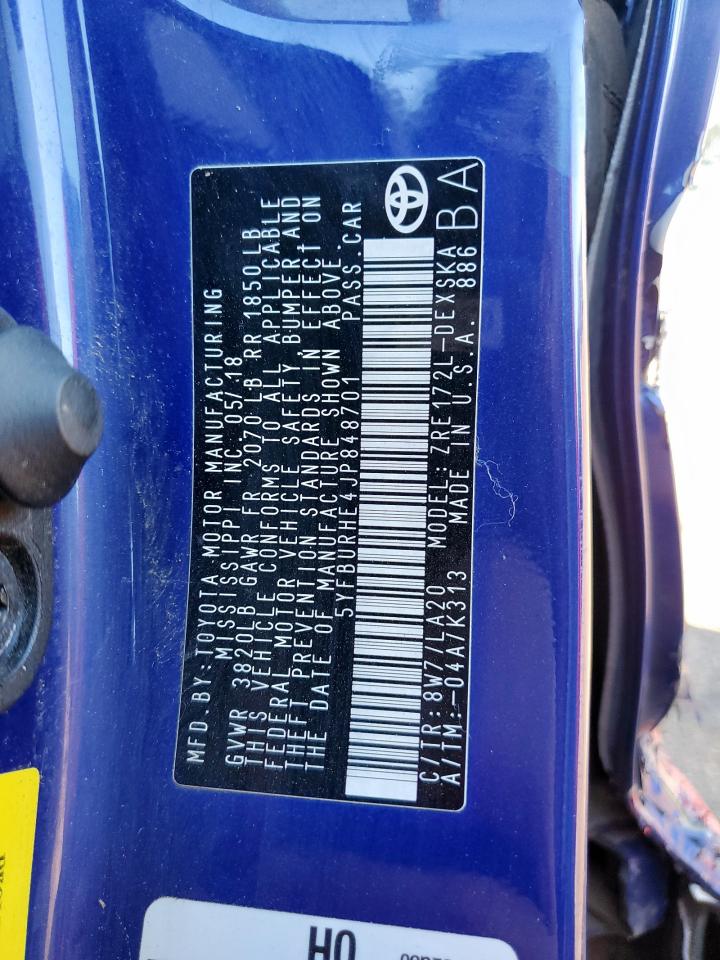 MFD. BY: TOYOTA MOTOR MANUFACTURING
MISSISSIPPI INC. 05/18
GVWR 3820LB GAWR FR 2070 LB RR 1850LB
THIS VEHICLE CONFORMS TO ALL APPLICABLE
FEDERAL MOTOR VEHICLE SAFETY, BUMPER AND
THEFT PREVENTION STANDARDS IN EFFECT ON
THE DATE OF MANUFACTURE SHOWN ABOVE.
5YFBURHE4JP848701 PASS.CAR
C/TR: 8W7/LA20 MODEL: ZRE172L-DEXSKA
A/TM: -04A/K313 MADE IN U.S.A. 886
BA
HO